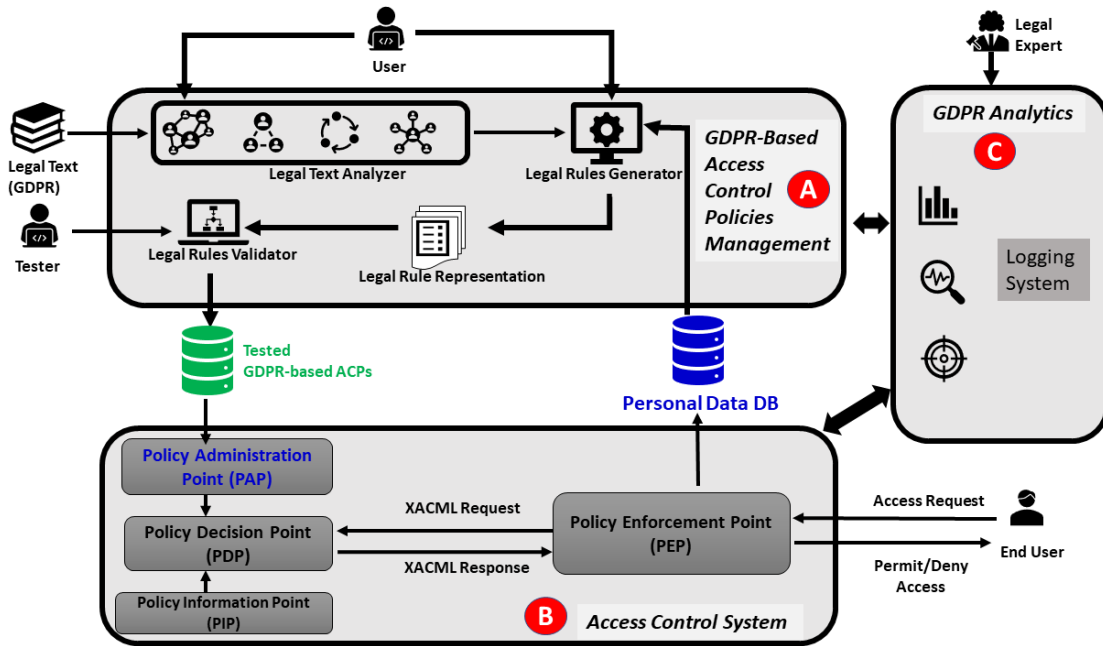 User
Legal
Expert
GDPR Analytics
C
Legal Text
(GDPR)
Legal Text Analyzer
Legal Rules Generator
GDPR-Based
Access
Control
Policies
Management
A
Tester
Legal Rules Validator
Legal Rule Representation
Logging
System
Tested
GDPR-based ACPs
Personal Data DB
Policy Administration
Point (PAP)
Policy Decision Point
(PDP)
Policy Information Point
(PIP)
XACML Request
XACML Response
Policy Enforcement Point
(PEP)
Access Request
End User
Permit/Deny
Access
B
Access Control System